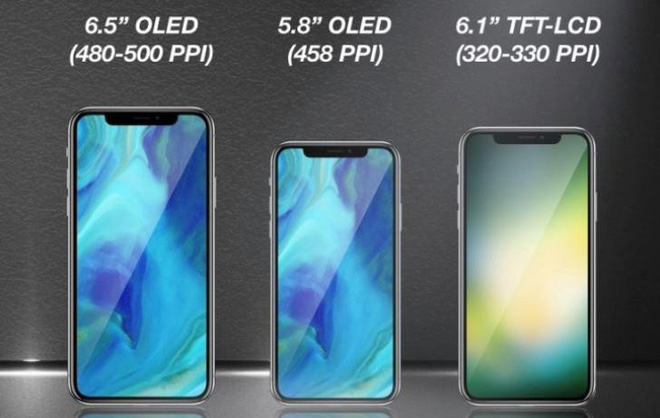 6.5” OLED
(480-500 PPI)
5.8” OLED
(458 PPI)
6.1” TFT-LCD
(320-330 PPI)